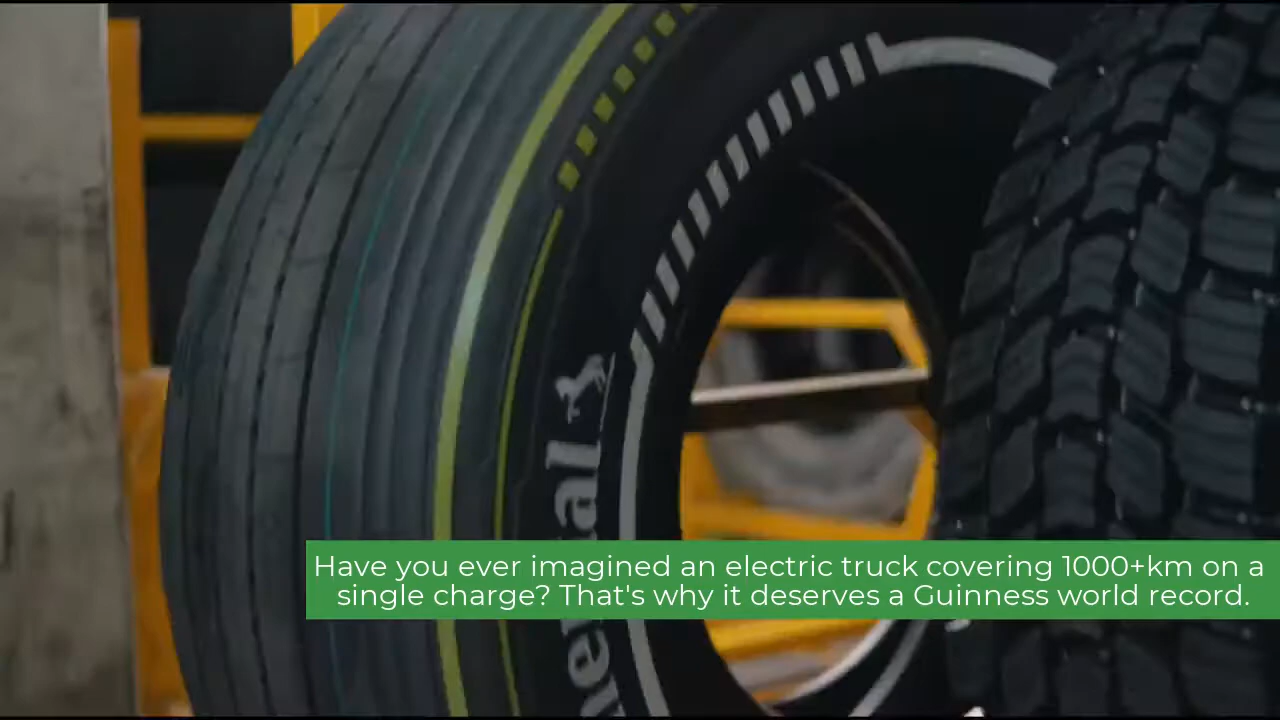 Have you ever imagined an electric truck covering 1000+km on a
single charge? That's why it deserves a Guinness world record.